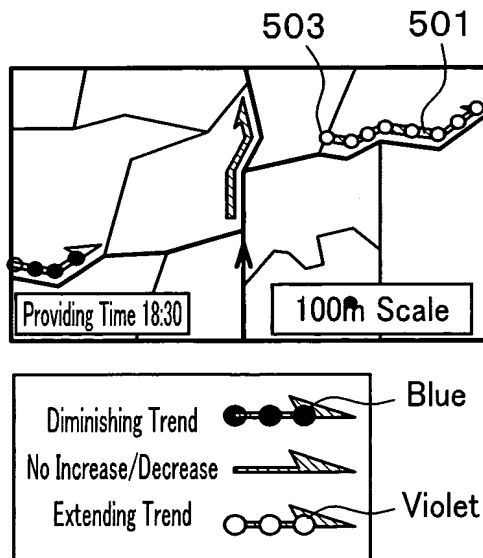 503 501
Providing Time 18:30
100m Scale
Diminishing Trend
Blue
No Increase/Decrease
Extending Trend
Violet